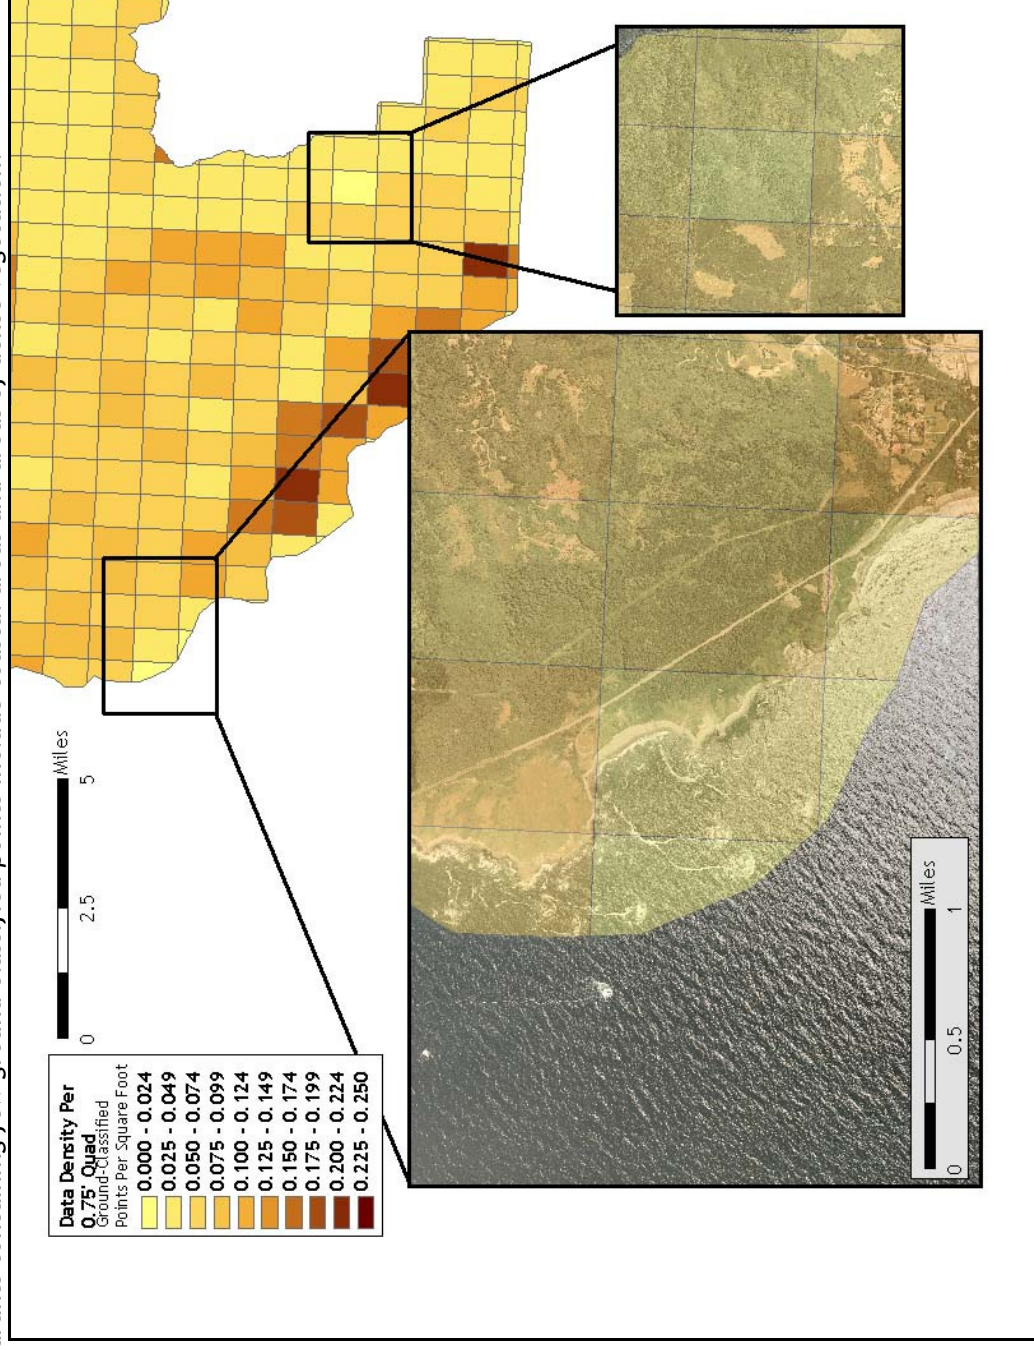 Data Density Per
0.75' Quad
Ground-Classified
Points Per Square Foot
0.000 - 0.024
0.025 - 0.049
0.050 - 0.074
0.075 - 0.099
0.100 - 0.124
0.125 - 0.149
0.150 - 0.174
0.175 - 0.199
0.200 - 0.224
0.225 - 0.250
0 2.5 5 Miles
0 0.5 1 Miles